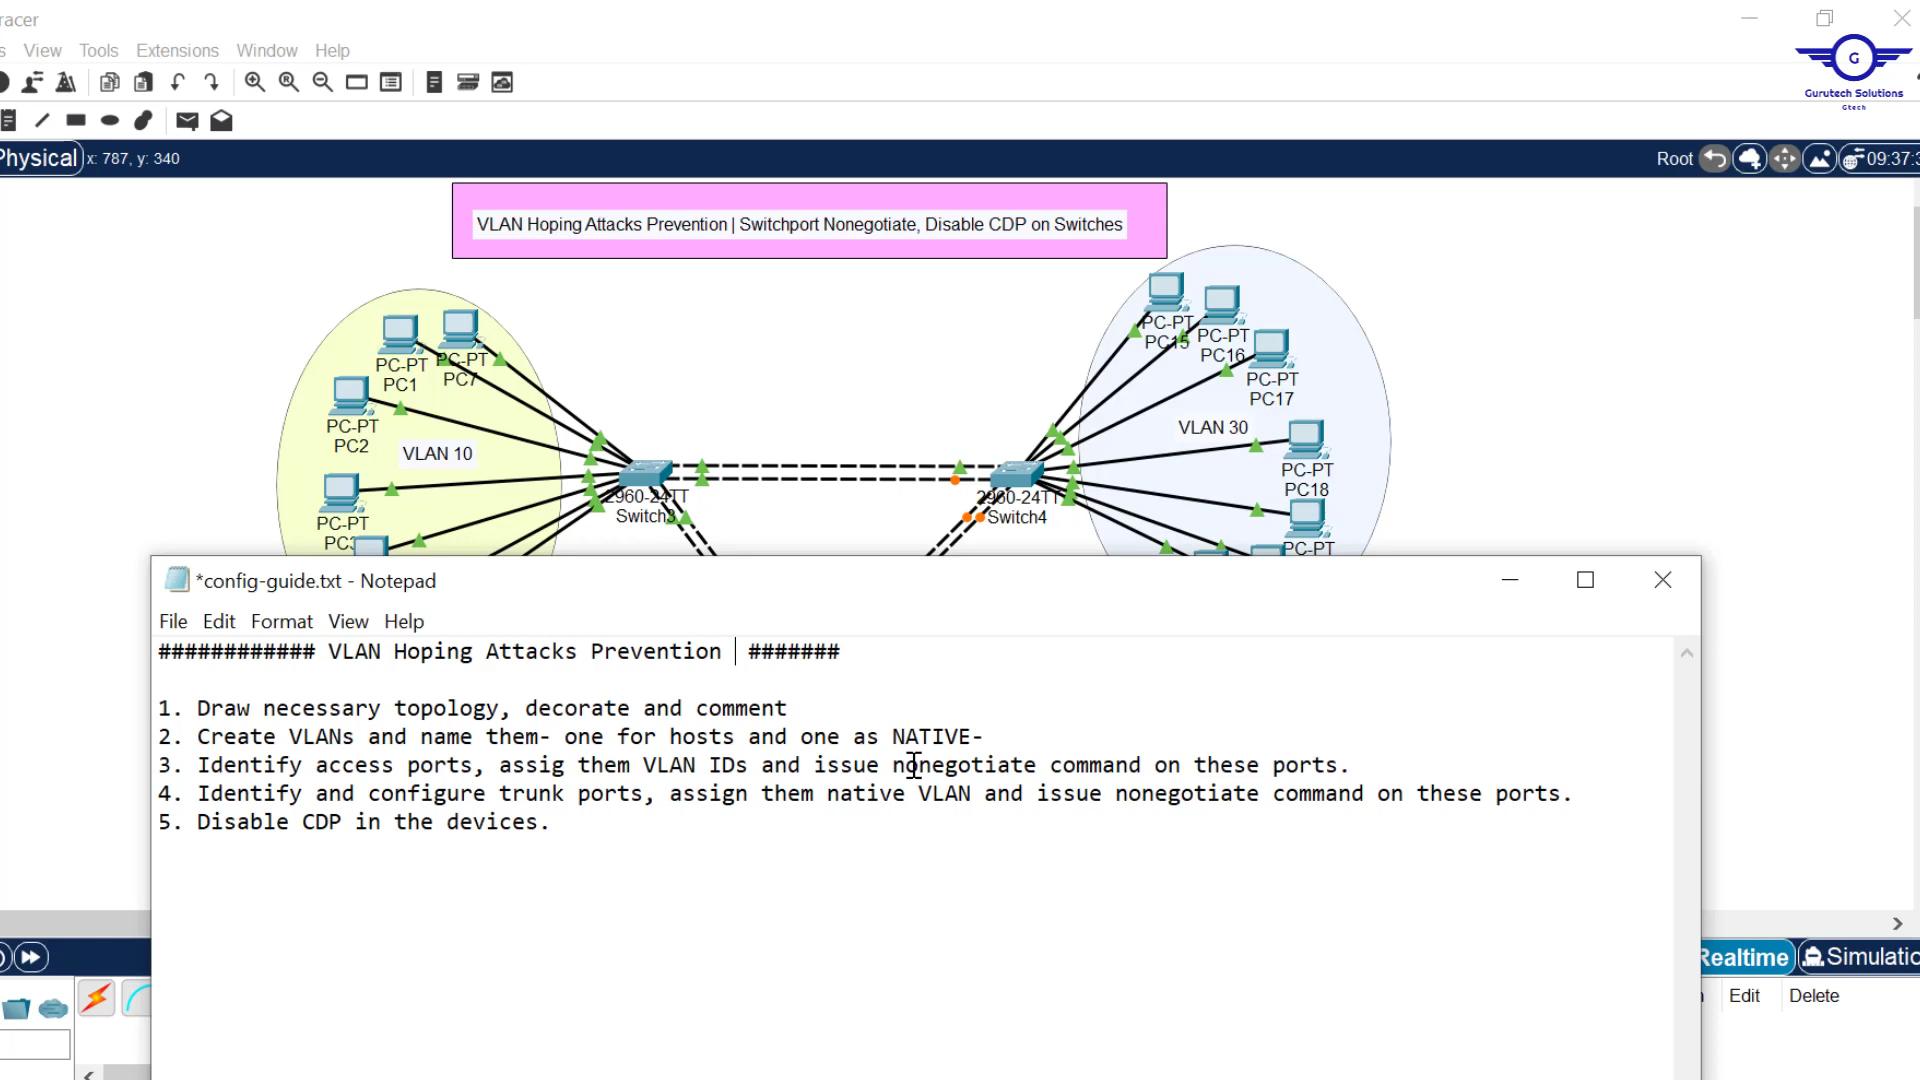 racer
s View Tools Extensions Window Help
G
Gurutech Solutions
Gtech
Physical x: 787, y: 340
Root 09:37:3
VLAN Hoping Attacks Prevention | Switchport Nonegotiate, Disable CDP on Switches
PC-PT
PC1
PC-PT
PC7
PC-PT
PC2
VLAN 10
PC-PT
PC3
2960-24TT
Switch3
2960-24TT
Switch4
PC-PT
PC15
PC-PT
PC16
PC-PT
PC17
VLAN 30
PC-PT
PC18
PC-PT
*config-guide.txt - Notepad
File Edit Format View Help
############ VLAN Hoping Attacks Prevention #######
1. Draw necessary topology, decorate and comment
2. Create VLANs and name them- one for hosts and one as NATIVE-
3. Identify access ports, assig them VLAN IDs and issue nonegotiate command on these ports.
4. Identify and configure trunk ports, assign them native VLAN and issue nonegotiate command on these ports.
5. Disable CDP in the devices.
Realtime Simulatio
Edit Delete